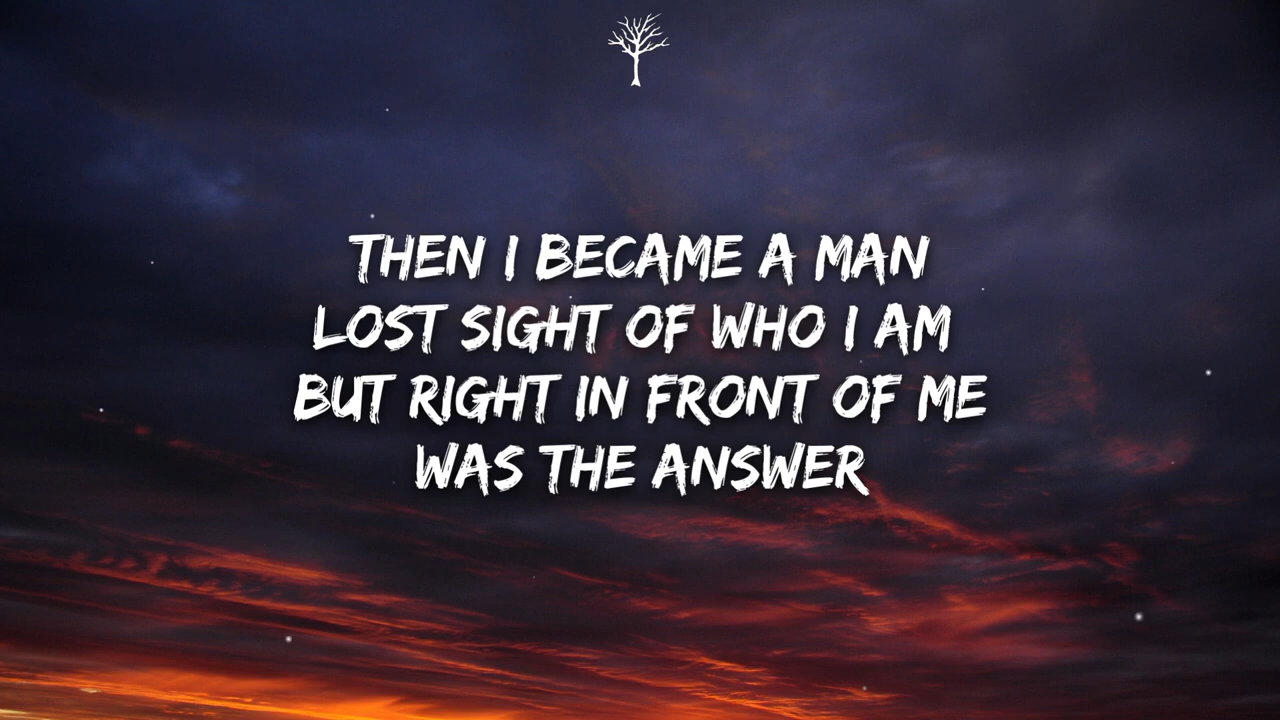 THEN I BECAME A MAN
LOST SIGHT OF WHO I AM
BUT RIGHT IN FRONT OF ME
WAS THE ANSWER